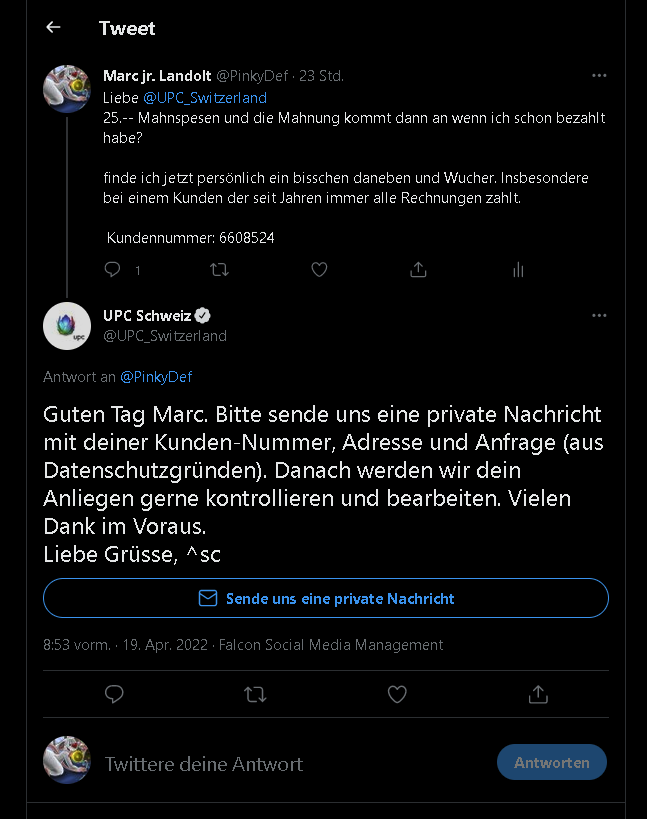 Tweet
Marc jr. Landolt @PinkyDef · 23 Std.
Liebe @UPC_Switzerland
25.-- Mahnspesen und die Mahnung kommt dann an wenn ich schon bezahlt
habe?
finde ich jetzt persönlich ein bisschen daneben und Wucher. Insbesondere
bei einem Kunden der seit Jahren immer alle Rechnungen zahlt.
Kundennummer: 6608524
1
upc
UPC Schweiz
@UPC_Switzerland
Antwort an @PinkyDef
Guten Tag Marc. Bitte sende uns eine private Nachricht
mit deiner Kunden-Nummer, Adresse und Anfrage (aus
Datenschutzgründen). Danach werden wir dein
Anliegen gerne kontrollieren und bearbeiten. Vielen
Dank im Voraus.
Liebe Grüsse, ^sc
Sende uns eine private Nachricht
8:53 vorm. · 19. Apr. 2022 · Falcon Social Media Management
Twittere deine Antwort
Antworten